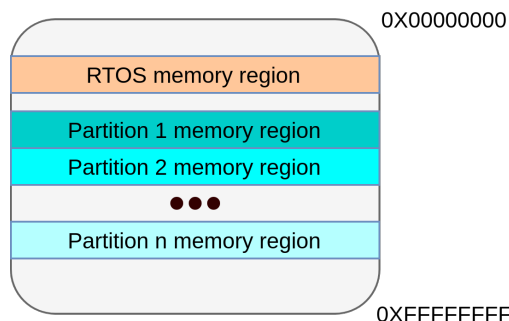 0X00000000
RTOS memory region
Partition 1 memory region
Partition 2 memory region
Partition n memory region
0XFFFFFFFF